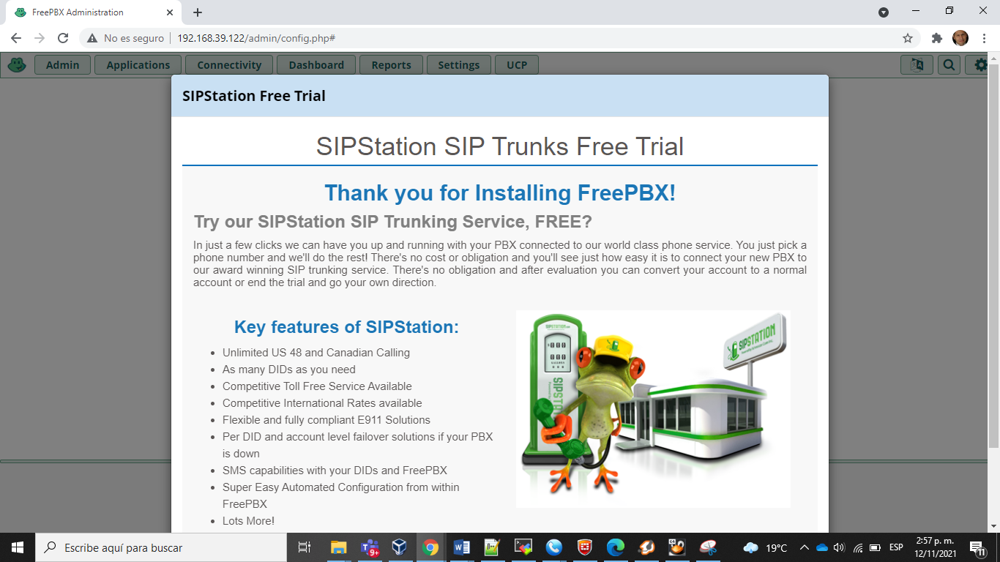 FreePBX Administration
No es seguro
192.168.39.122/admin/config.php#
Admin
Applications
Connectivity
Dashboard
Reports
Settings
UCP
SIPStation Free Trial
SIPStation SIP Trunks Free Trial
Thank you for Installing FreePBX!
Try our SIPStation SIP Trunking Service, FREE?
In just a few clicks we can have you up and running with your PBX connected to our world class phone service. You just pick a
phone number and we'll do the rest! There's no cost or obligation and you'll see just how easy it is to connect your new PBX to
our award winning SIP trunking service. There's no obligation and after evaluation you can convert your account to a normal
account or end the trial and go your own direction.
Key features of SIPStation:
Unlimited US 48 and Canadian Calling
As many DIDs as you need
Competitive Toll Free Service Available
Competitive International Rates available
Flexible and fully compliant E911 Solutions
Per DID and account level failover solutions if your PBX
is down
SMS capabilities with your DIDs and FreePBX
Super Easy Automated Configuration from within
FreePBX
Lots More!
SIPSTATION
SIPSTATION
SIPSTA
Escribe aquí para buscar
9+
19°C
ESP
2:57 p. m.
12/11/2021
11